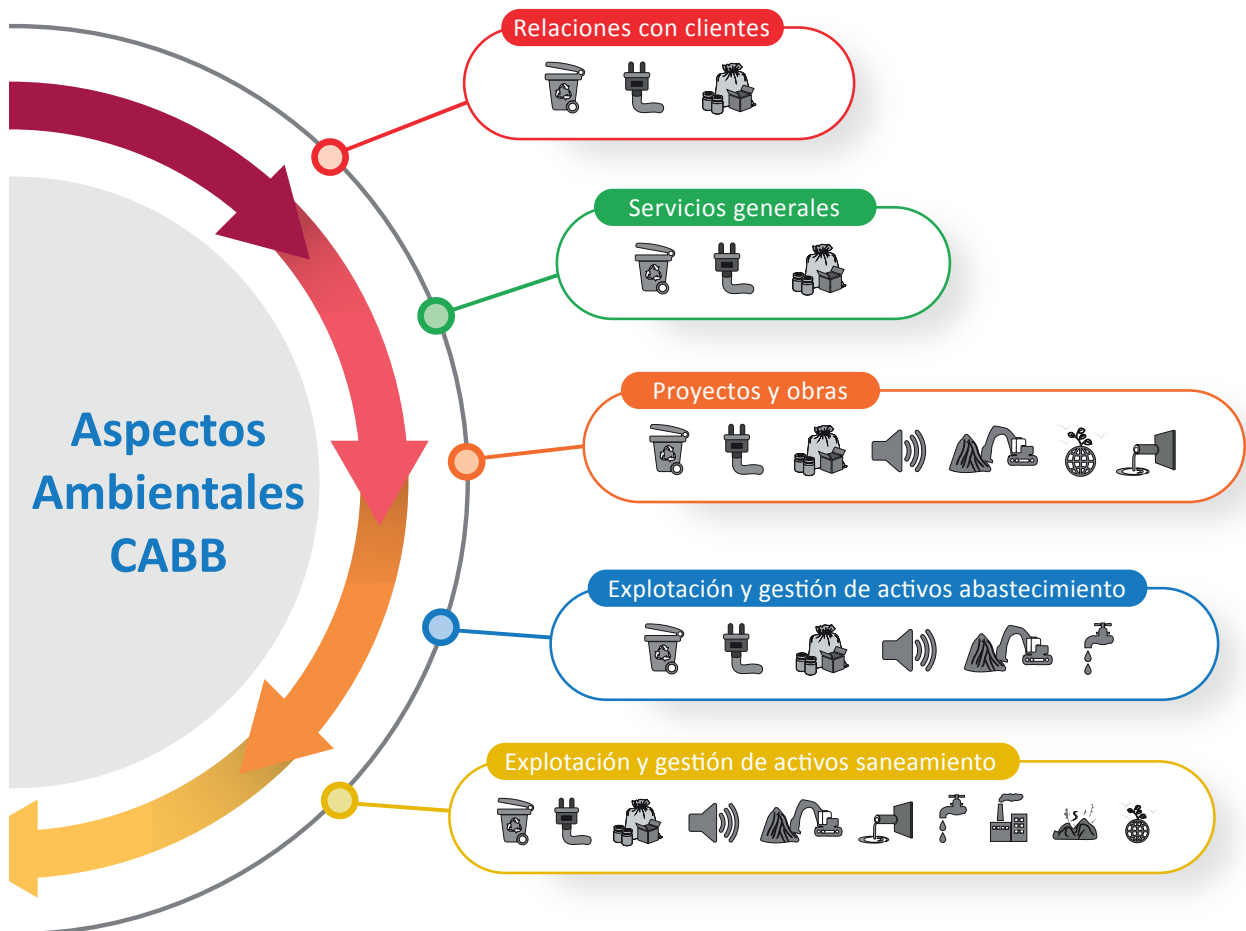 Relaciones con clientes
Servicios generales
Proyectos y obras
Aspectos
Ambientales
CABB
Explotación y gestión de activos abastecimiento
Explotación y gestión de activos saneamiento